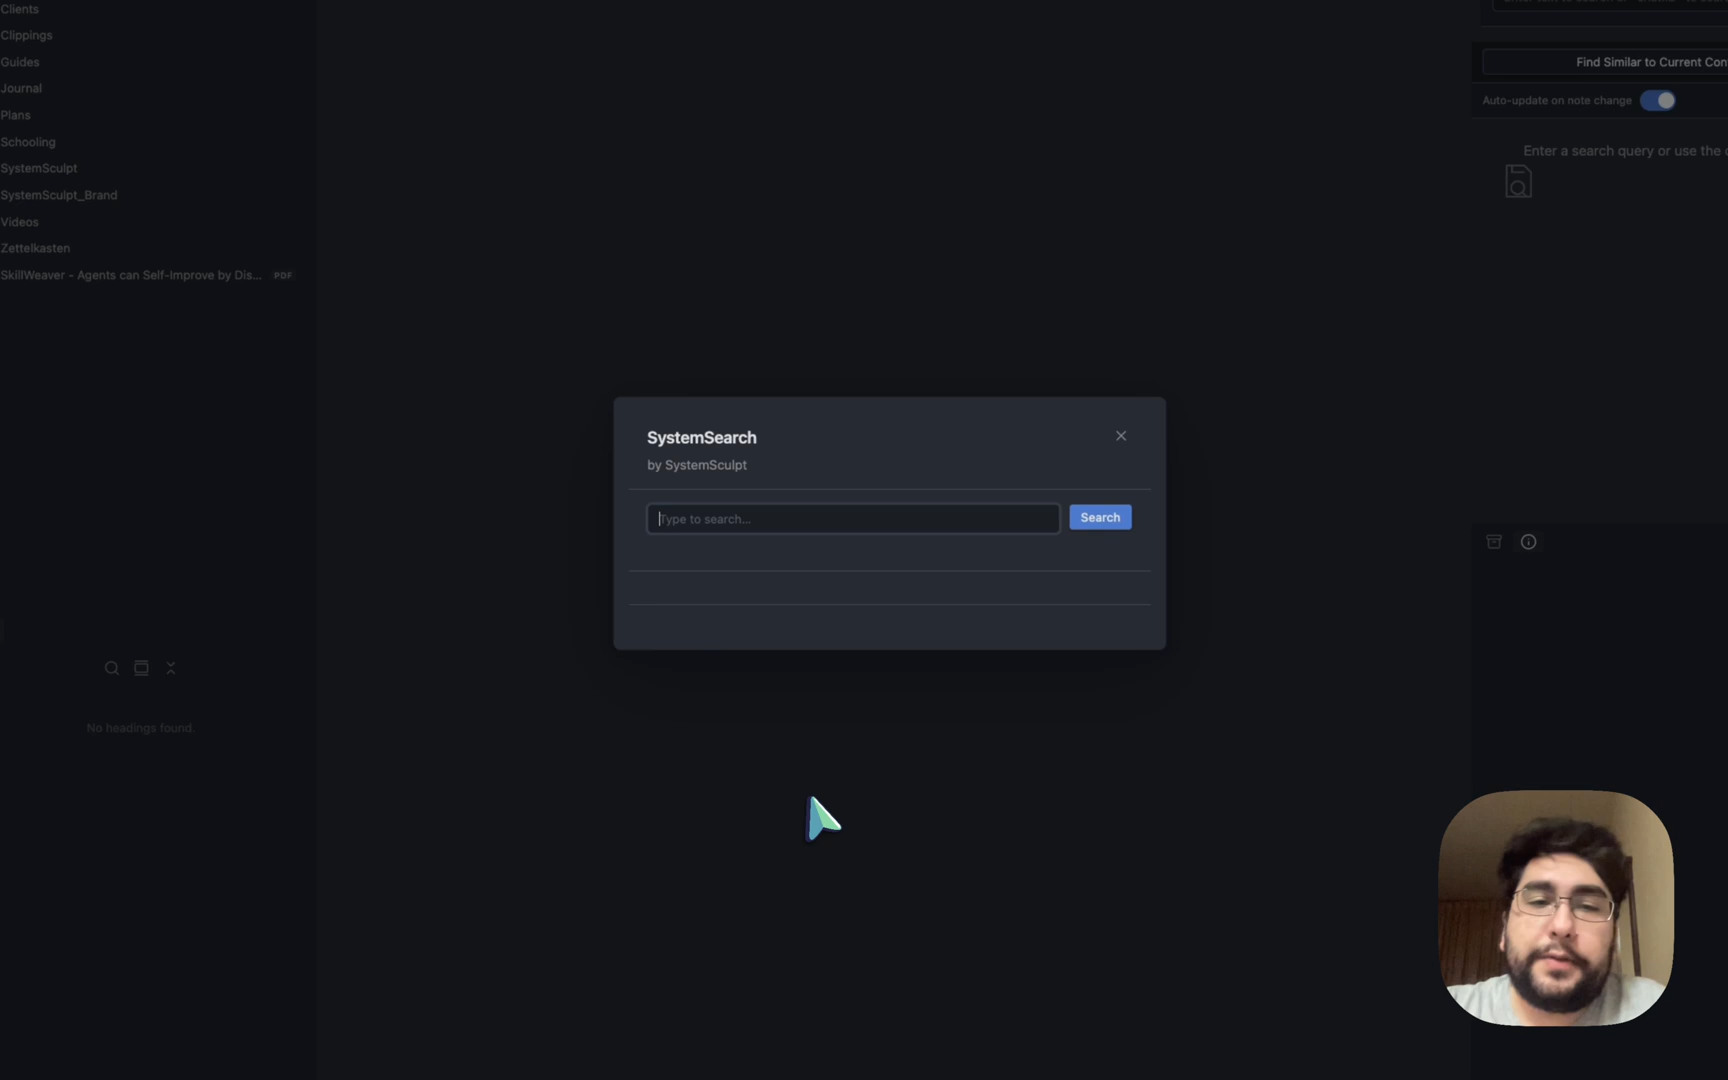 Clients
Clippings
Guides
Journal
Plans
Schooling
SystemSculpt
SystemSculpt_Brand
Videos
Zettelkasten
SkillWeaver - Agents can Self-Improve by Dis... PDF
No headings found.
SystemSearch
by SystemSculpt
Type to search...
Search
Find Similar to Current Con
Auto-update on note change
Enter a search query or use the